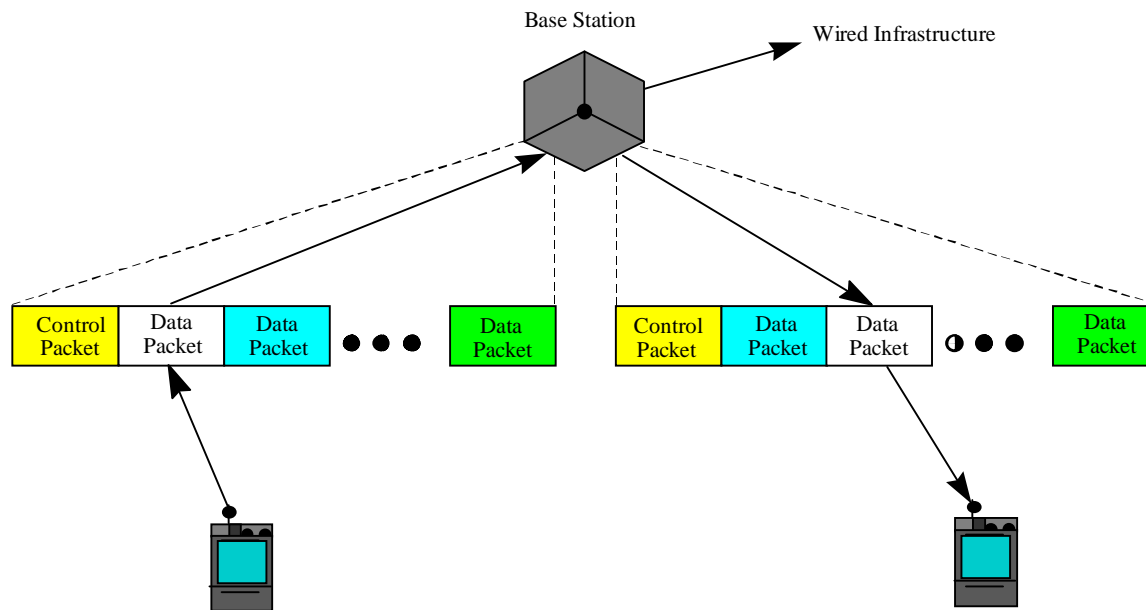 Base Station
Wired Infrastructure
Control
Packet
Data
Packet
Data
Packet
Data
Packet
Control
Packet
Data
Packet
Data
Packet
Data
Packet